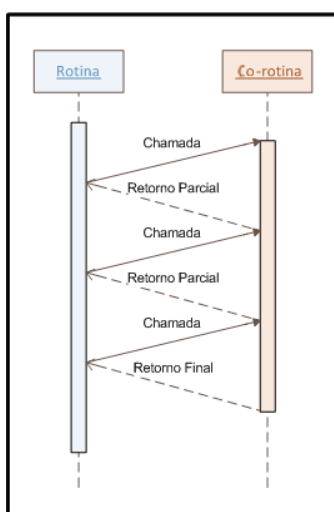 Rotina
Co-rotina
Chamada
Retorno Parcial
Chamada
Retorno Parcial
Chamada
Retorno Final